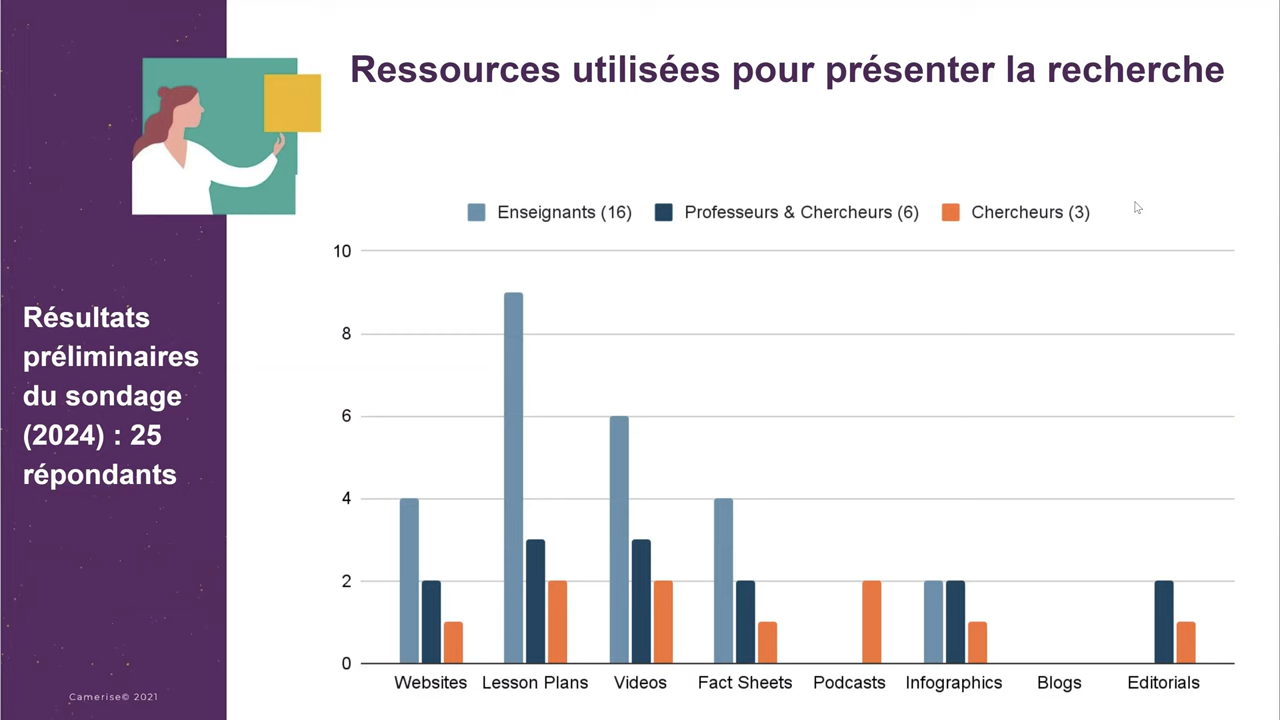 Ressources utilisées pour présenter la recherche
Enseignants (16) Professeurs & Chercheurs (6) Chercheurs (3)
Résultats
préliminaires
du sondage
(2024) : 25
répondants
10
8
6
4
2
0
Websites Lesson Plans Videos Fact Sheets Podcasts Infographics Blogs Editorials
Camerise© 2021